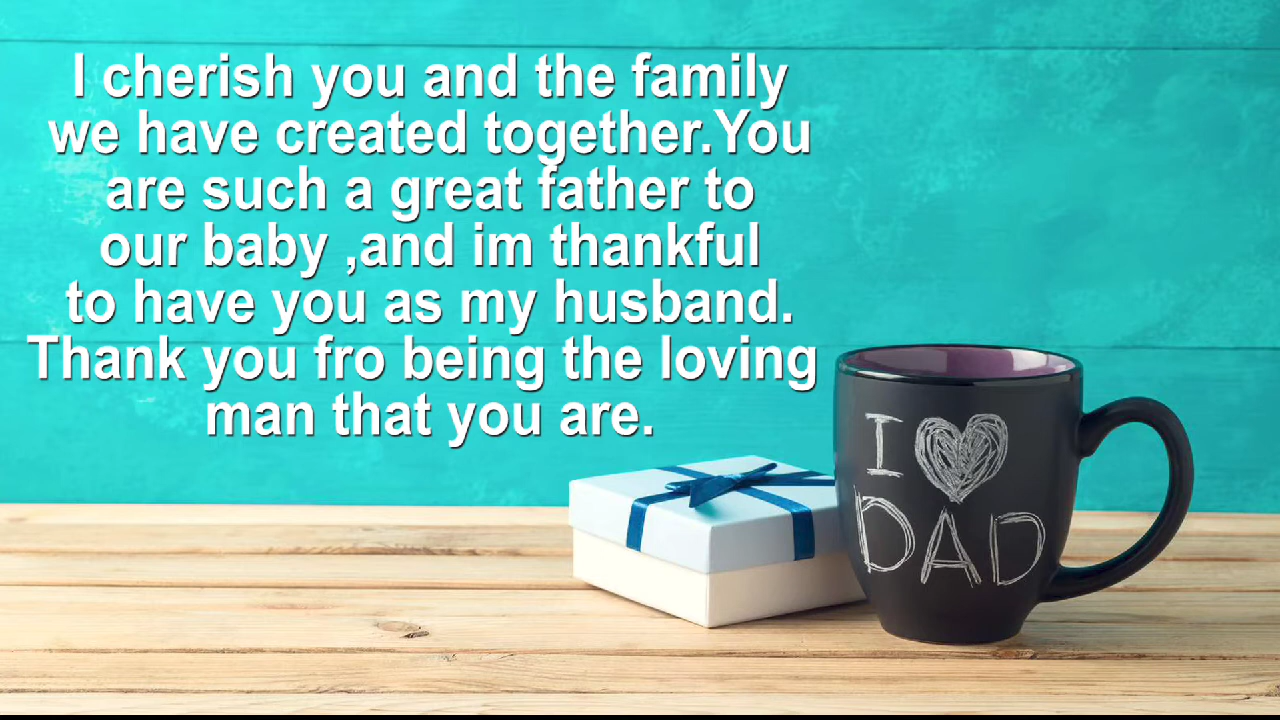 I cherish you and the family
we have created together.You
are such a great father to
our baby ,and im thankful
to have you as my husband.
Thank you fro being the loving
man that you are.
I
DAD